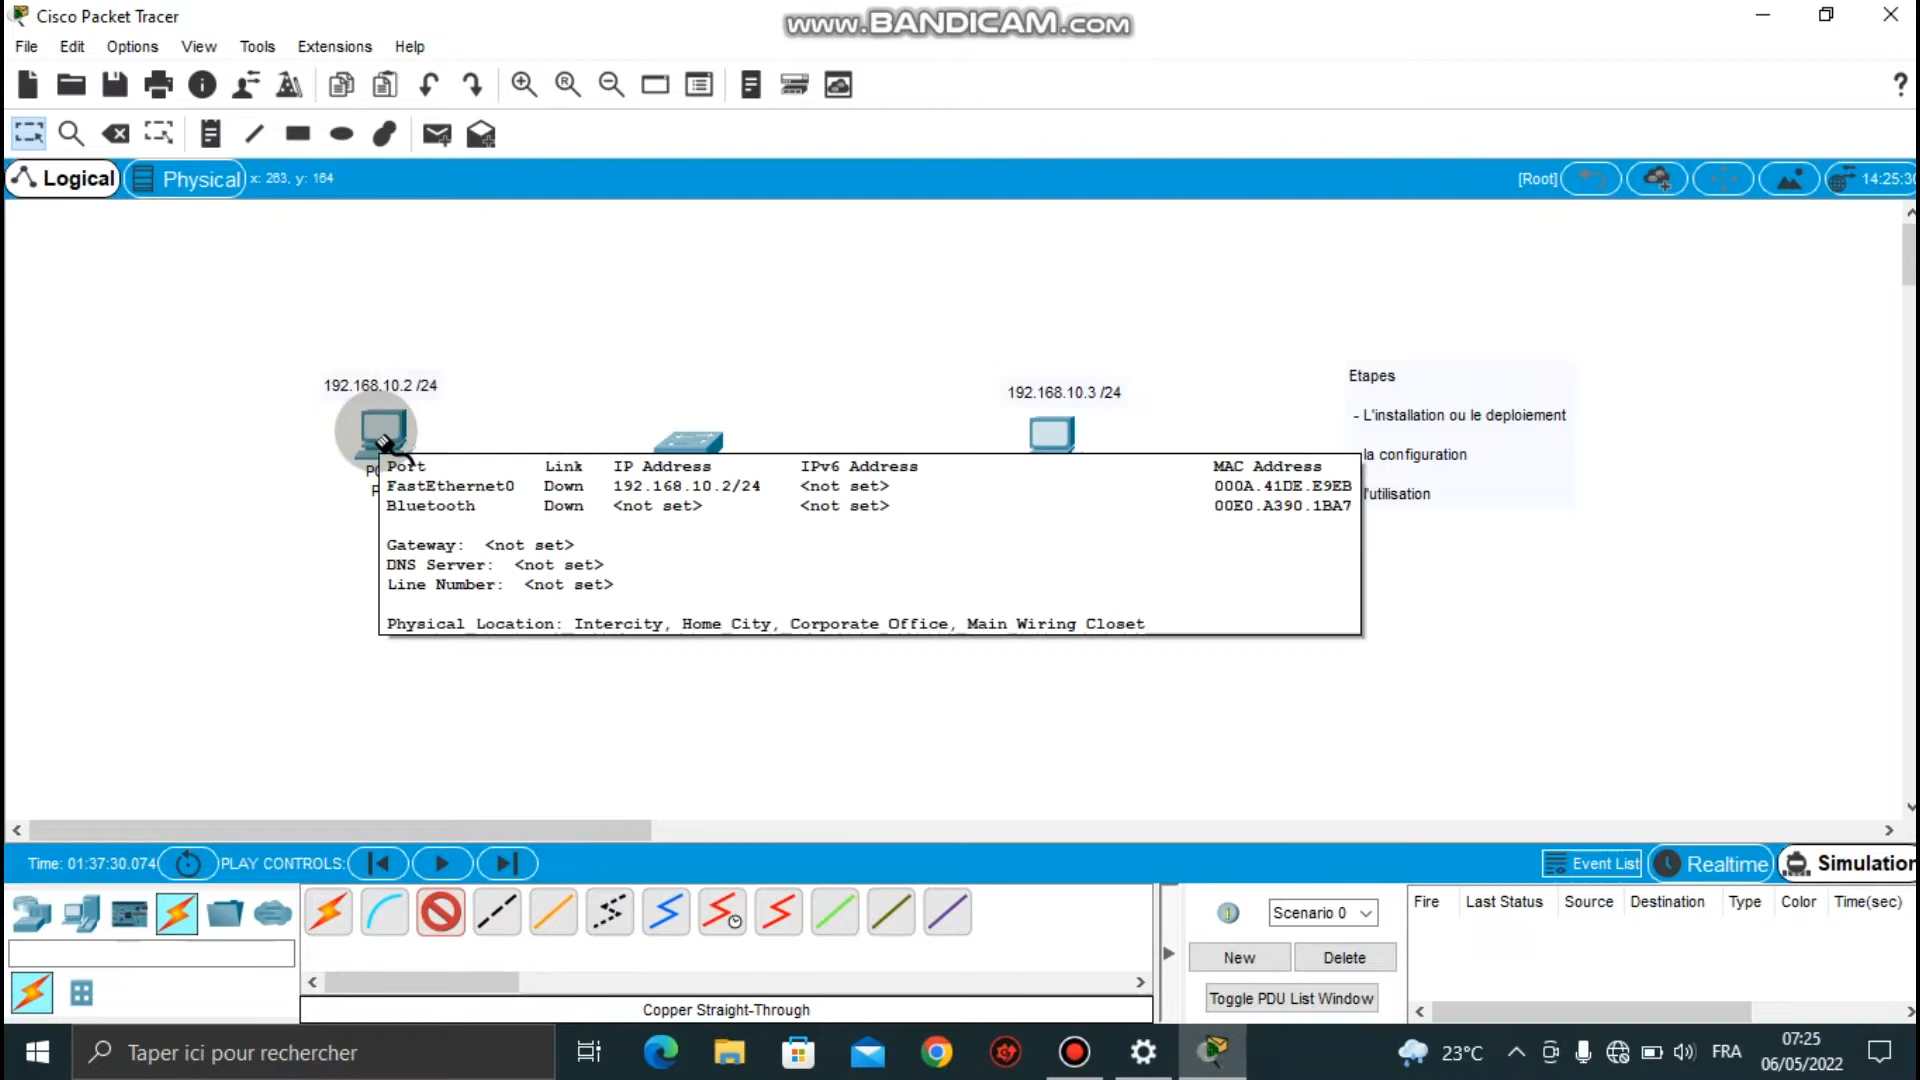 Cisco Packet Tracer
www.BANDICAM.com
File Edit Options View Tools Extensions Help
?
Logical Physical x: 263, y: 164 [Root] 14:25:30
192.168.10.2 /24
192.168.10.3 /24
Etapes
- L'installation ou le deploiement
la configuration
l'utilisation
Port Link IP Address IPv6 Address MAC Address
FastEthernet0 Down 192.168.10.2/24 <not set> 000A.41DE.E9EB
Bluetooth Down <not set> <not set> 00E0.A390.1BA7
Gateway: <not set>
DNS Server: <not set>
Line Number: <not set>
Physical Location: Intercity, Home City, Corporate Office, Main Wiring Closet
Time: 01:37:30.074 PLAY CONTROLS: Event List Realtime Simulation
Scenario 0
New Delete
Toggle PDU List Window
Fire Last Status Source Destination Type Color Time(sec)
Copper Straight-Through
Taper ici pour rechercher
23°C FRA
07:25
06/05/2022